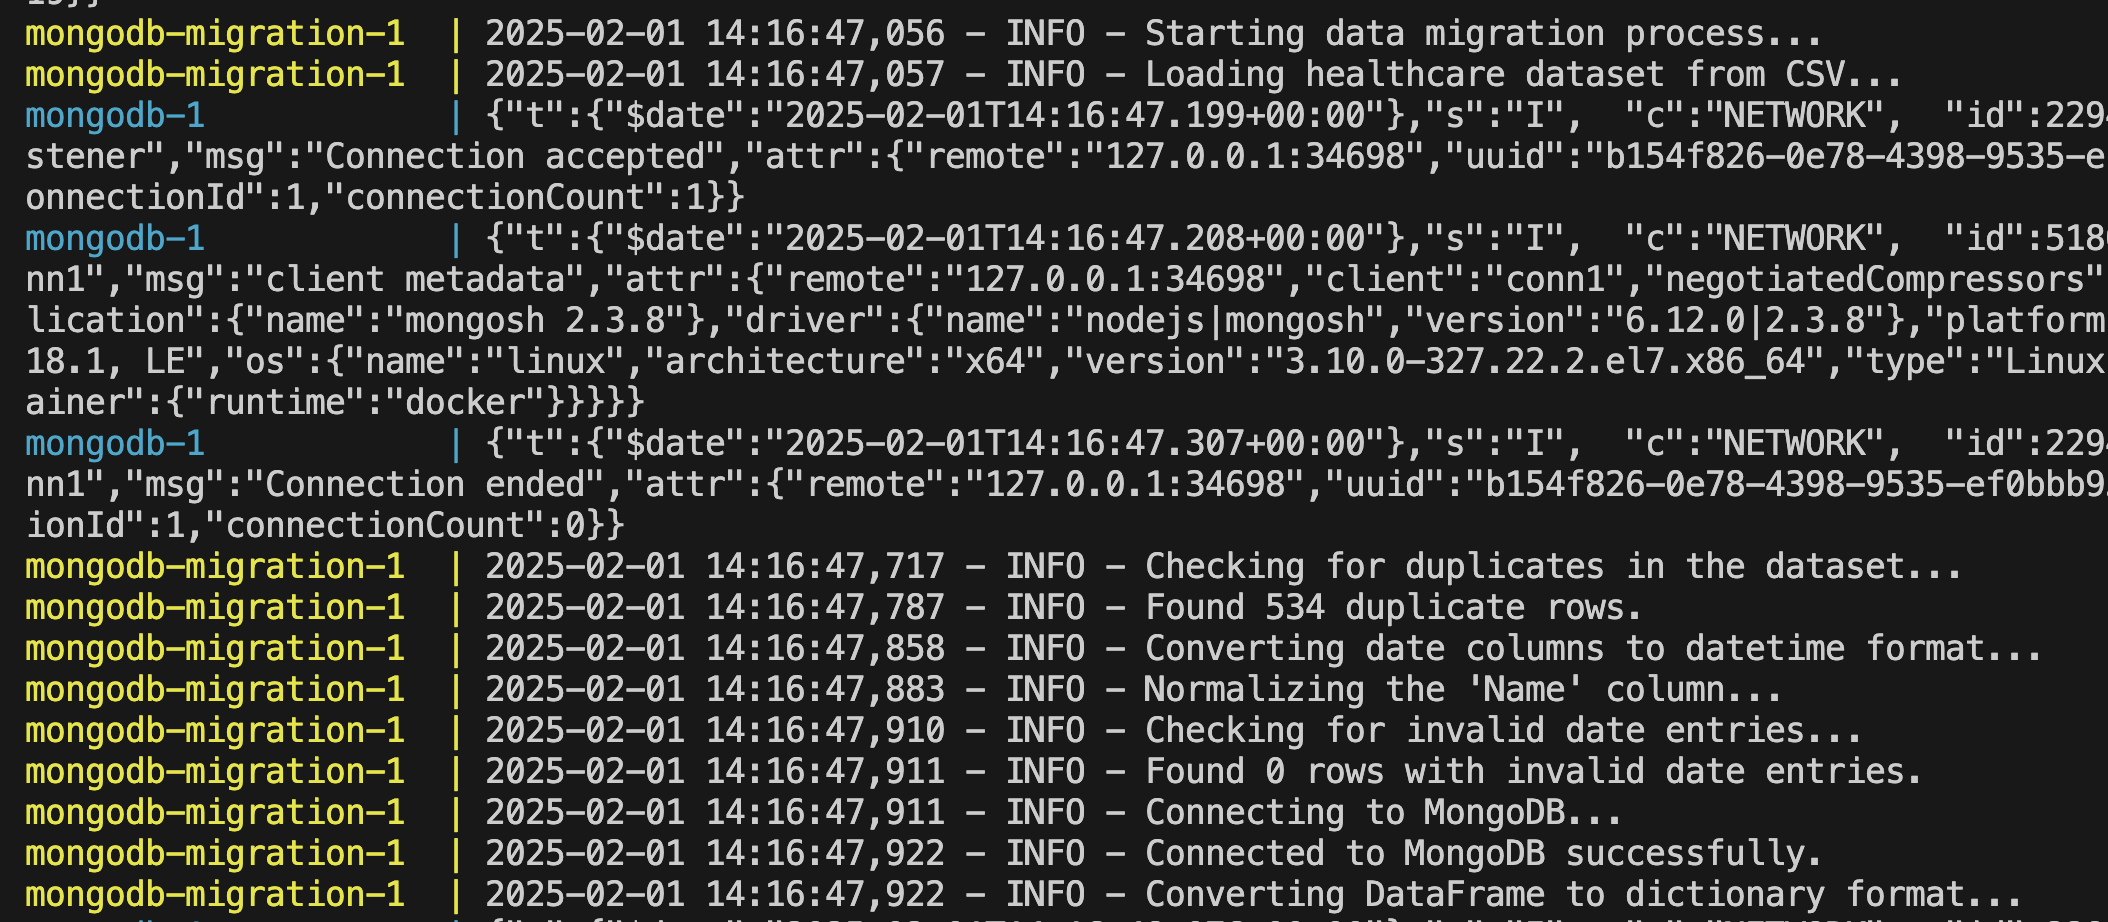 mongodb-migration-1  | 2025-02-01 14:16:47,056 - INFO - Starting data migration process...
mongodb-migration-1  | 2025-02-01 14:16:47,057 - INFO - Loading healthcare dataset from CSV...
mongodb-1            | {"t":{"$date":"2025-02-01T14:16:47.199+00:00"},"s":"I",  "c":"NETWORK",  "id":229
stener","msg":"Connection accepted","attr":{"remote":"127.0.0.1:34698","uuid":"b154f826-0e78-4398-9535-e
onnectionId":1,"connectionCount":1}}
mongodb-1            | {"t":{"$date":"2025-02-01T14:16:47.208+00:00"},"s":"I",  "c":"NETWORK",  "id":518
nn1","msg":"client metadata","attr":{"remote":"127.0.0.1:34698","client":"conn1","negotiatedCompressors"
lication":{"name":"mongosh 2.3.8"},"driver":{"name":"nodejs|mongosh","version":"6.12.0|2.3.8"},"platform
18.1, LE","os":{"name":"linux","architecture":"x64","version":"3.10.0-327.22.2.el7.x86_64","type":"Linux
ainer":{"runtime":"docker"}}}}}
mongodb-1            | {"t":{"$date":"2025-02-01T14:16:47.307+00:00"},"s":"I",  "c":"NETWORK",  "id":229
nn1","msg":"Connection ended","attr":{"remote":"127.0.0.1:34698","uuid":"b154f826-0e78-4398-9535-ef0bbb9
ionId":1,"connectionCount":0}}
mongodb-migration-1  | 2025-02-01 14:16:47,717 - INFO - Checking for duplicates in the dataset...
mongodb-migration-1  | 2025-02-01 14:16:47,787 - INFO - Found 534 duplicate rows.
mongodb-migration-1  | 2025-02-01 14:16:47,858 - INFO - Converting date columns to datetime format...
mongodb-migration-1  | 2025-02-01 14:16:47,883 - INFO - Normalizing the 'Name' column...
mongodb-migration-1  | 2025-02-01 14:16:47,910 - INFO - Checking for invalid date entries...
mongodb-migration-1  | 2025-02-01 14:16:47,911 - INFO - Found 0 rows with invalid date entries.
mongodb-migration-1  | 2025-02-01 14:16:47,911 - INFO - Connecting to MongoDB...
mongodb-migration-1  | 2025-02-01 14:16:47,922 - INFO - Connected to MongoDB successfully.
mongodb-migration-1  | 2025-02-01 14:16:47,922 - INFO - Converting DataFrame to dictionary format...